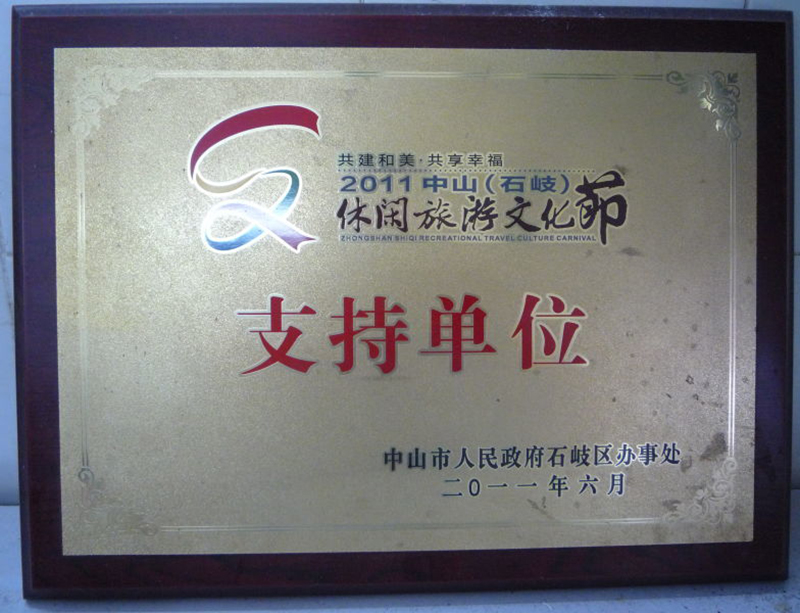 共建和美·共享幸福
2011中山(石岐)
休闲旅游文化節
ZHONGSHAN SHIQI RECREATIONAL TRAVEL CULTURE CARNIVAL
支持单位
中山市人民政府石岐区办事处
二0一一年六月